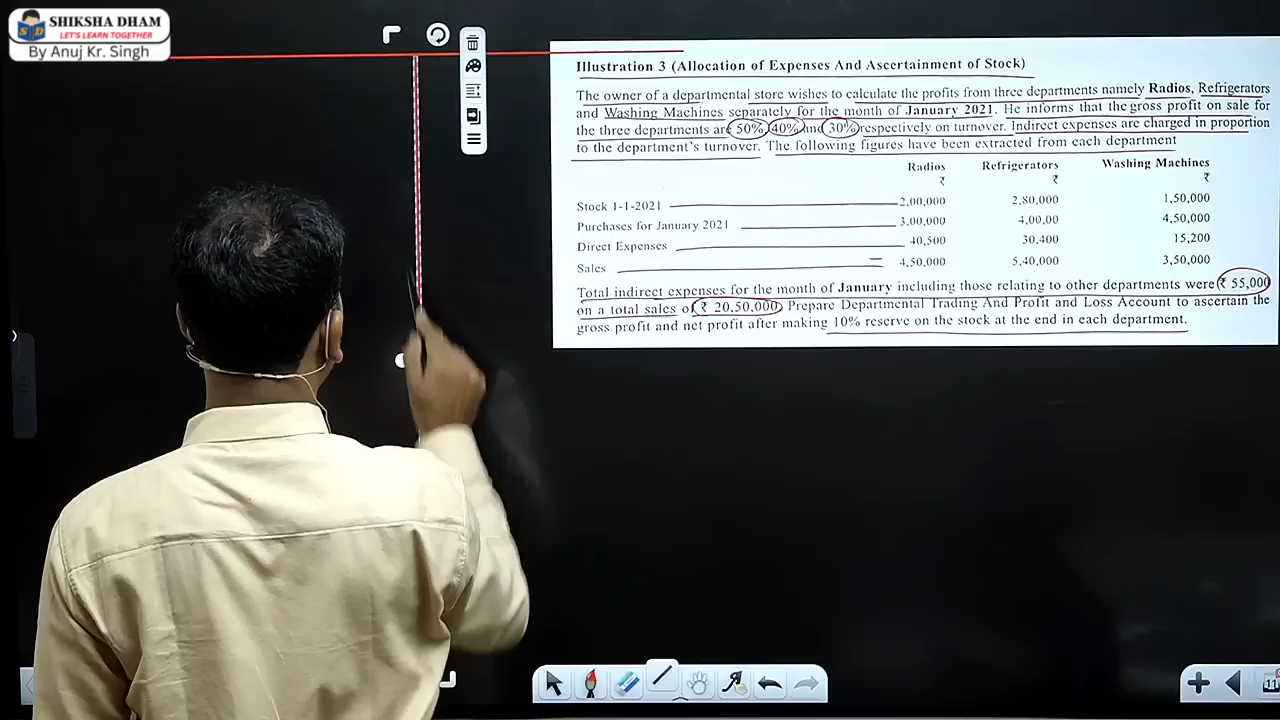 SHIKSHA DHAM
LET'S LEARN TOGETHER
By Anuj Kr. Singh
Illustration 3 (Allocation of Expenses And Ascertainment of Stock)
The owner of a departmental store wishes to calculate the profits from three departments namely Radios, Refrigerators
and Washing Machines separately for the month of January 2021. He informs that the gross profit on sale for
the three departments are 50%, 40% and 30% respectively on turnover. Indirect expenses are charged in proportion
to the department's turnover. The following figures have been extracted from each department
Radios Refrigerators Washing Machines
₹ ₹ ₹
Stock 1-1-2021 2,00,000 2,80,000 1,50,000
Purchases for January 2021 3,00,000 4,00,00 4,50,000
Direct Expenses 40,500 30,400 15,200
Sales 4,50,000 5,40,000 3,50,000
Total indirect expenses for the month of January including those relating to other departments were ₹ 55,000
on a total sales of ₹ 20,50,000 Prepare Departmental Trading And Profit and Loss Account to ascertain the
gross profit and net profit after making 10% reserve on the stock at the end in each department.